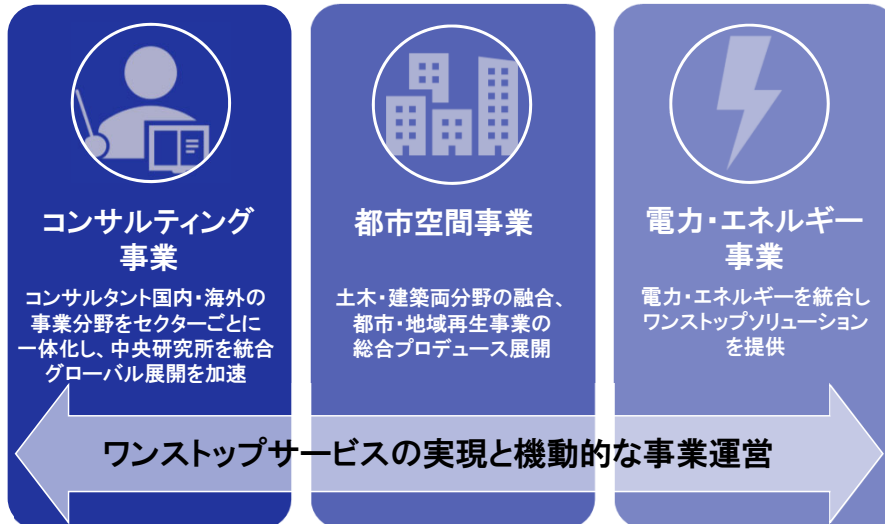 コンサルティング
事業
コンサルタント国内・海外の
事業分野をセクターごとに
一体化し、中央研究所を統合
グローバル展開を加速
都市空間事業
土木・建築両分野の融合、
都市・地域再生事業の
総合プロデュース展開
電力・エネルギー
事業
電力・エネルギーを統合し
ワンストップソリューション
を提供
ワンストップサービスの実現と機動的な事業運営